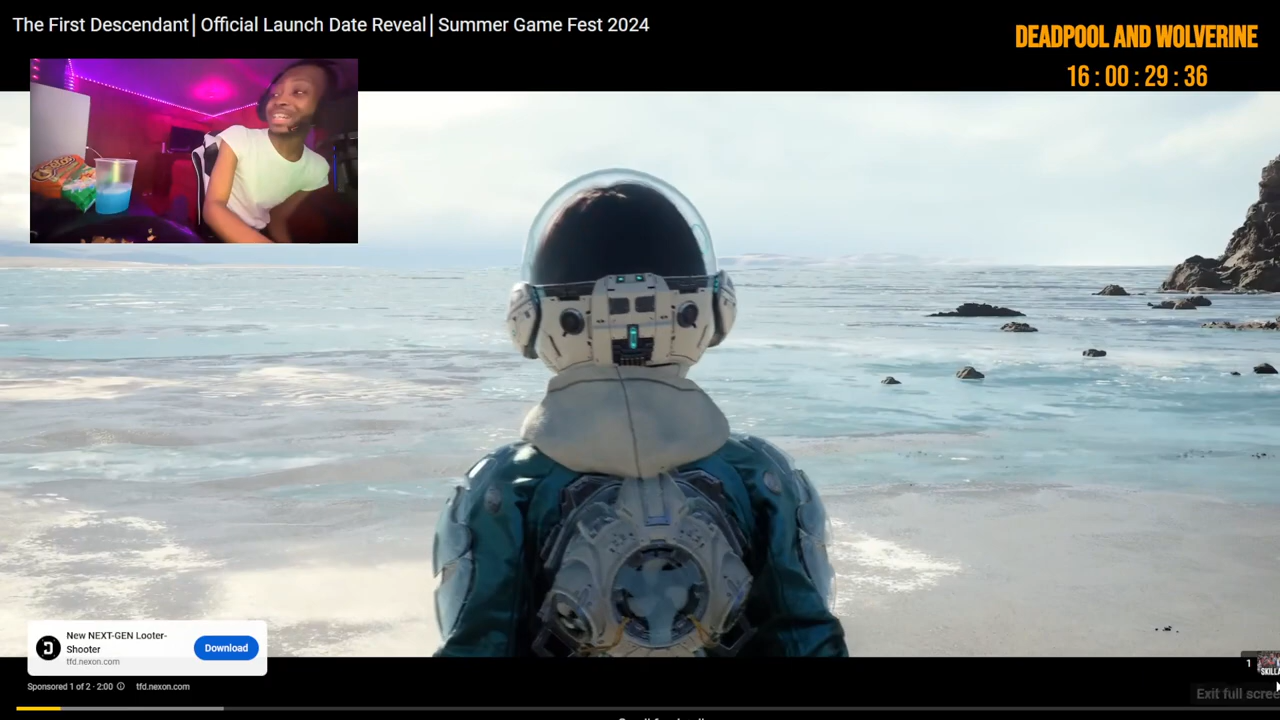 The First Descendant│Official Launch Date Reveal│Summer Game Fest 2024
DEADPOOL AND WOLVERINE
16 : 00 : 29 : 36
New NEXT-GEN Looter-
Shooter
tfd.nexon.com
Download
Sponsored 1 of 2 · 2:00
tfd.nexon.com
1
Exit full scree